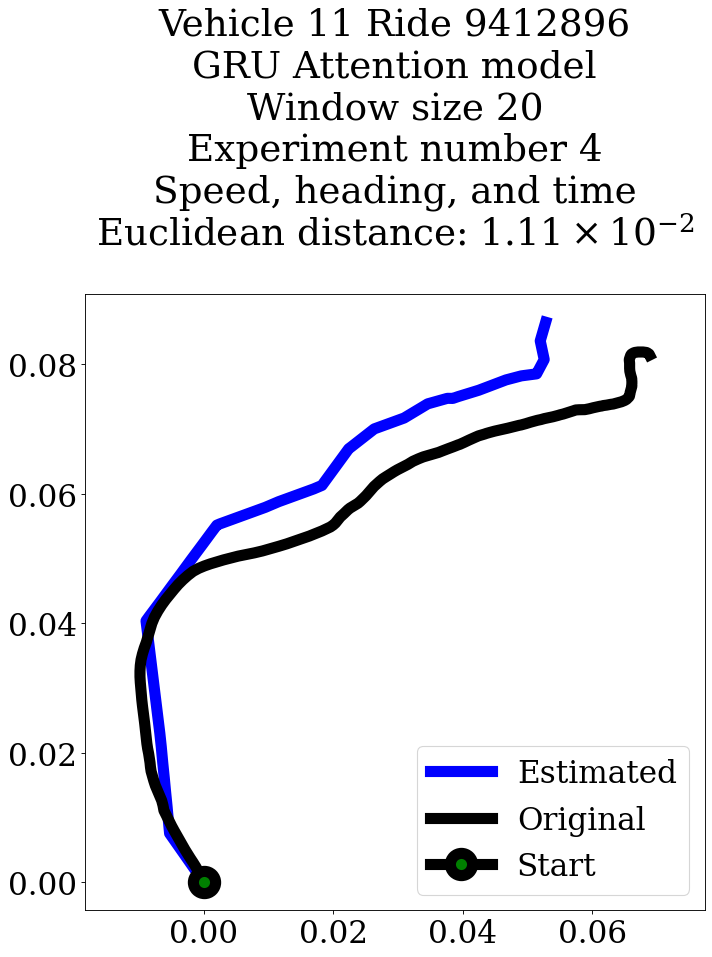 Vehicle 11 Ride 9412896
GRU Attention model
Window size 20
Experiment number 4
Speed, heading, and time
Euclidean distance: 1.11 × 10⁻²
0.08
0.06
0.04
0.02
0.00
Estimated
Original
Start
0.00 0.02 0.04 0.06